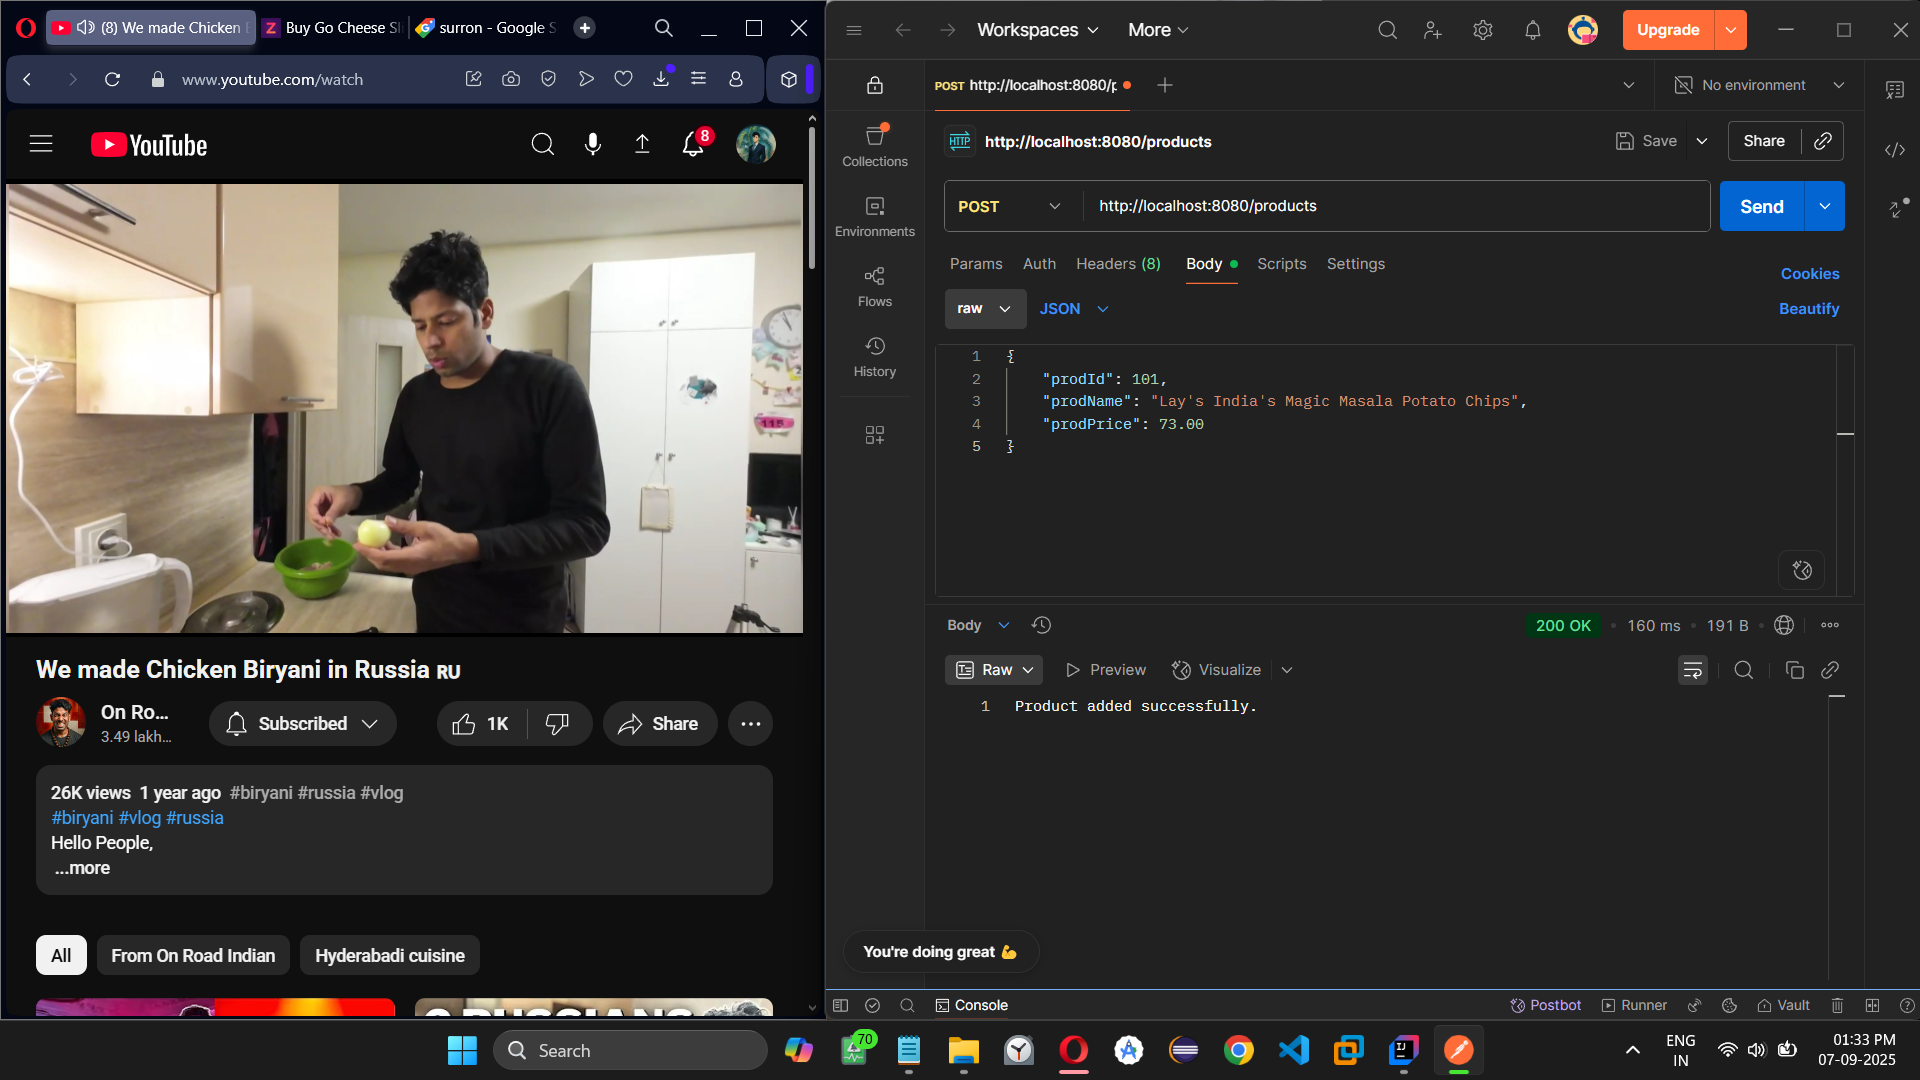 (8) We made Chicken
Buy Go Cheese Sli
surron - Google S
www.youtube.com/watch
YouTube
8
115
We made Chicken Biryani in Russia RU
On Ro...
3.49 lakh...
Subscribed
1K
Share
26K views 1 year ago #biryani #russia #vlog
#biryani #vlog #russia
Hello People,
...more
All
From On Road Indian
Hyderabadi cuisine
Workspaces
More
Upgrade
POST http://localhost:8080/p
No environment
Collections
Environments
Flows
History
HTTP http://localhost:8080/products
Save
Share
POST
http://localhost:8080/products
Send
Params Auth Headers (8) Body Scripts Settings
Cookies
raw
JSON
Beautify
1 {
2 "prodId": 101,
3 "prodName": "Lay's India's Magic Masala Potato Chips",
4 "prodPrice": 73.00
5 }
Body
200 OK • 160 ms • 191 B
Raw
Preview
Visualize
1 Product added successfully.
You're doing great 💪
Console
Postbot
Runner
Vault
Search
70
ENG
IN
01:33 PM
07-09-2025